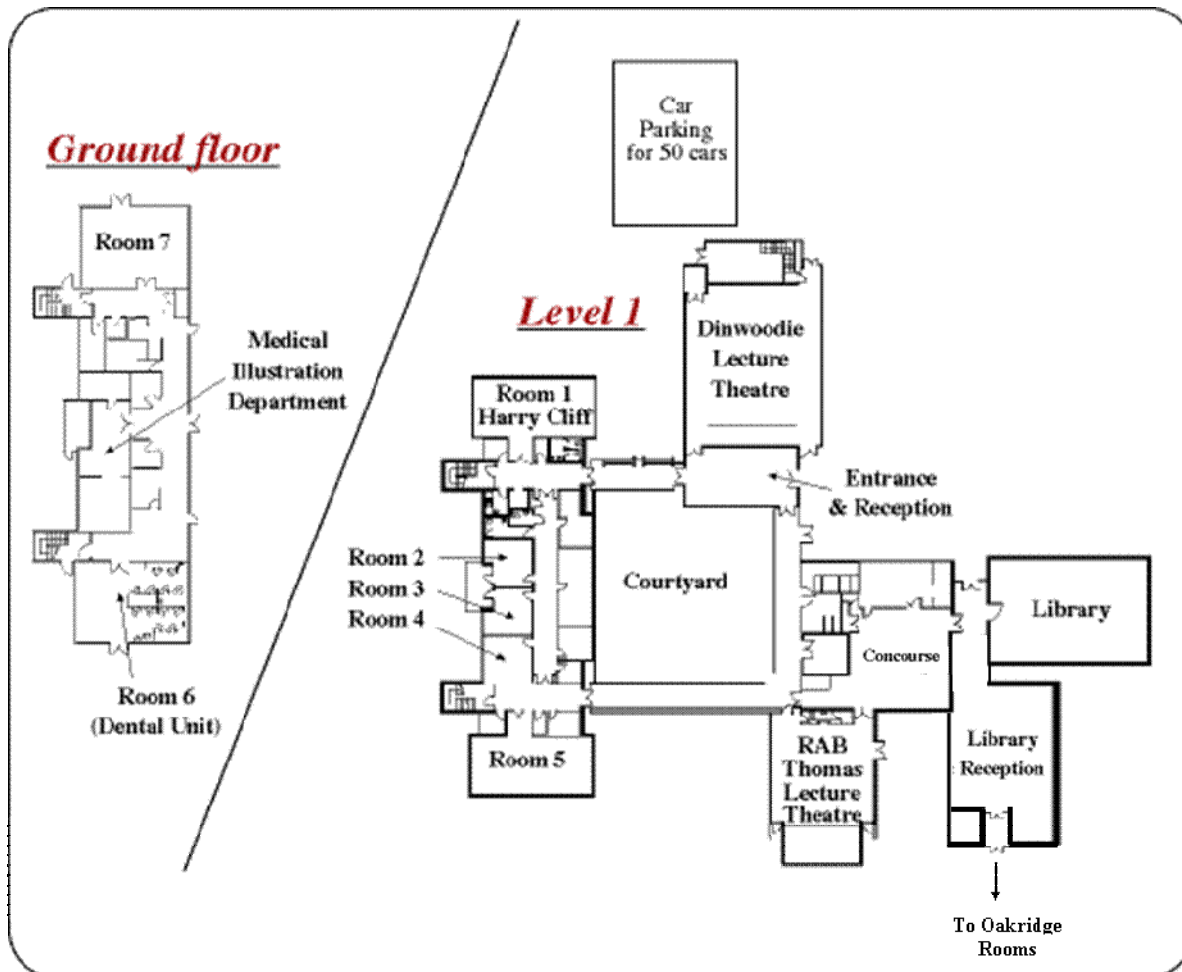 Ground floor
Room 7
Medical
Illustration
Department
Room 6
(Dental Unit)
Car
Parking
for 50 cars
Level 1
Dinwoodie
Lecture
Theatre
Room 1
Harry Cliff
Entrance
& Reception
Room 2
Room 3
Room 4
Courtyard
Library
Concourse
Room 5
RAB
Thomas
Lecture
Theatre
Library
: Reception
To Oakridge
Rooms